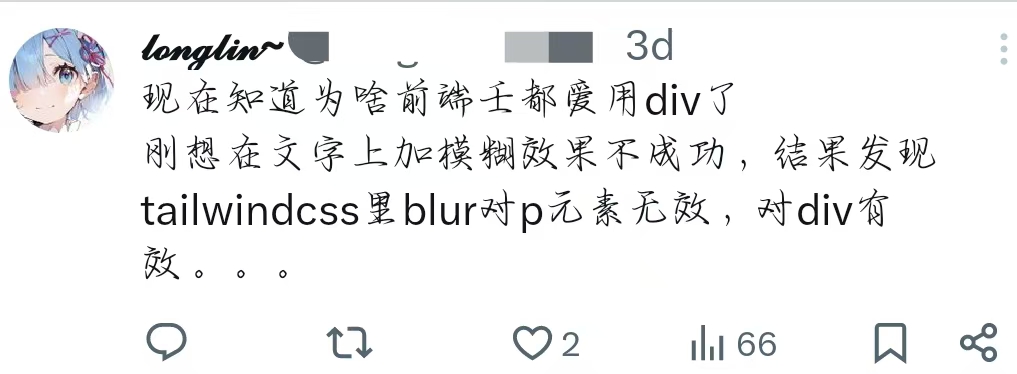 longlin~ 3d
现在知道为啥前端壬都爱用div了
刚想在文字上加模糊效果不成功，结果发现
tailwindcss里blur对p元素无效，对div有
效。。。
2 66